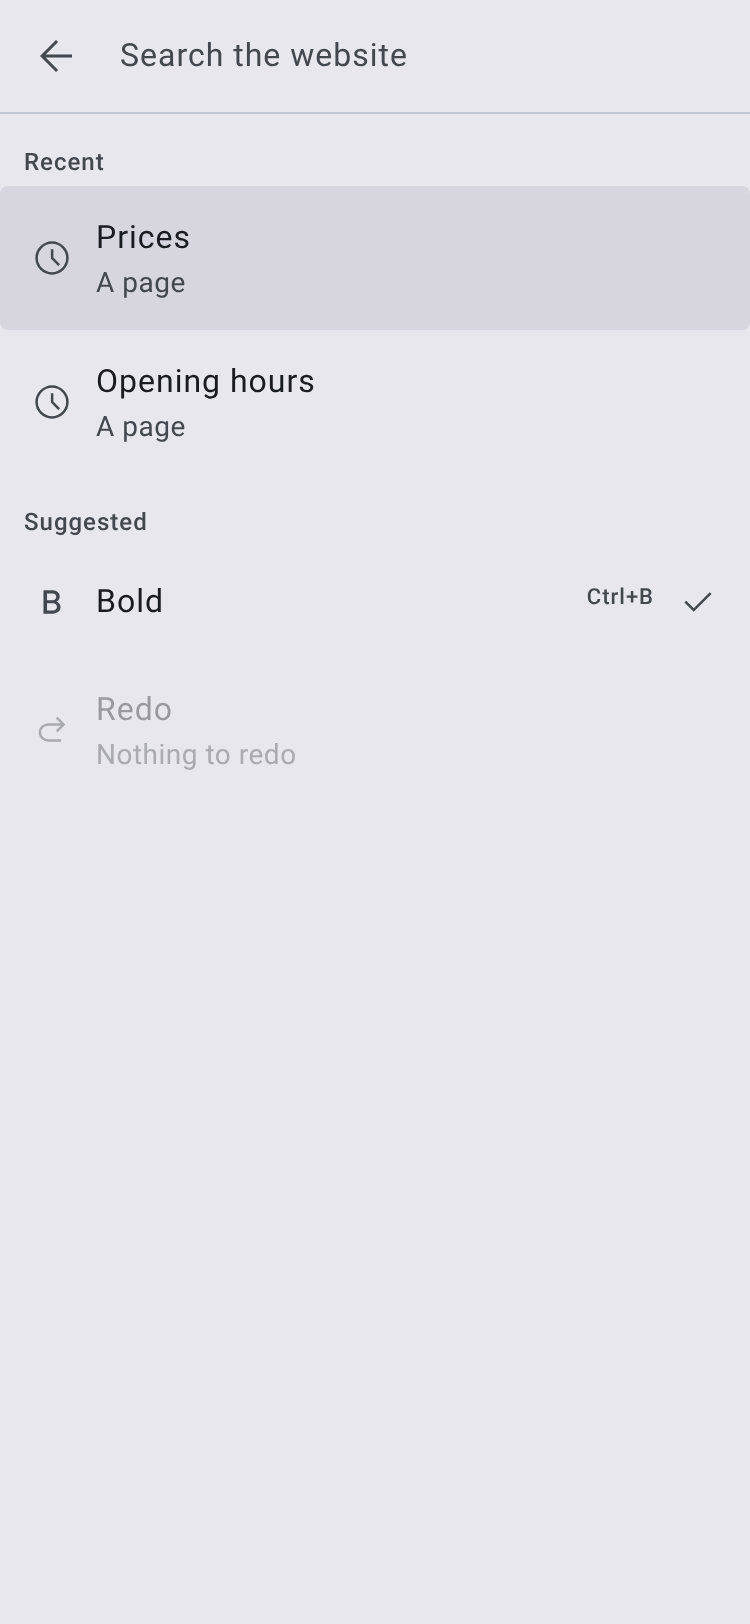 Search the website
Recent
Prices
A page
Opening hours
A page
Suggested
B Bold Ctrl+B
Redo
Nothing to redo